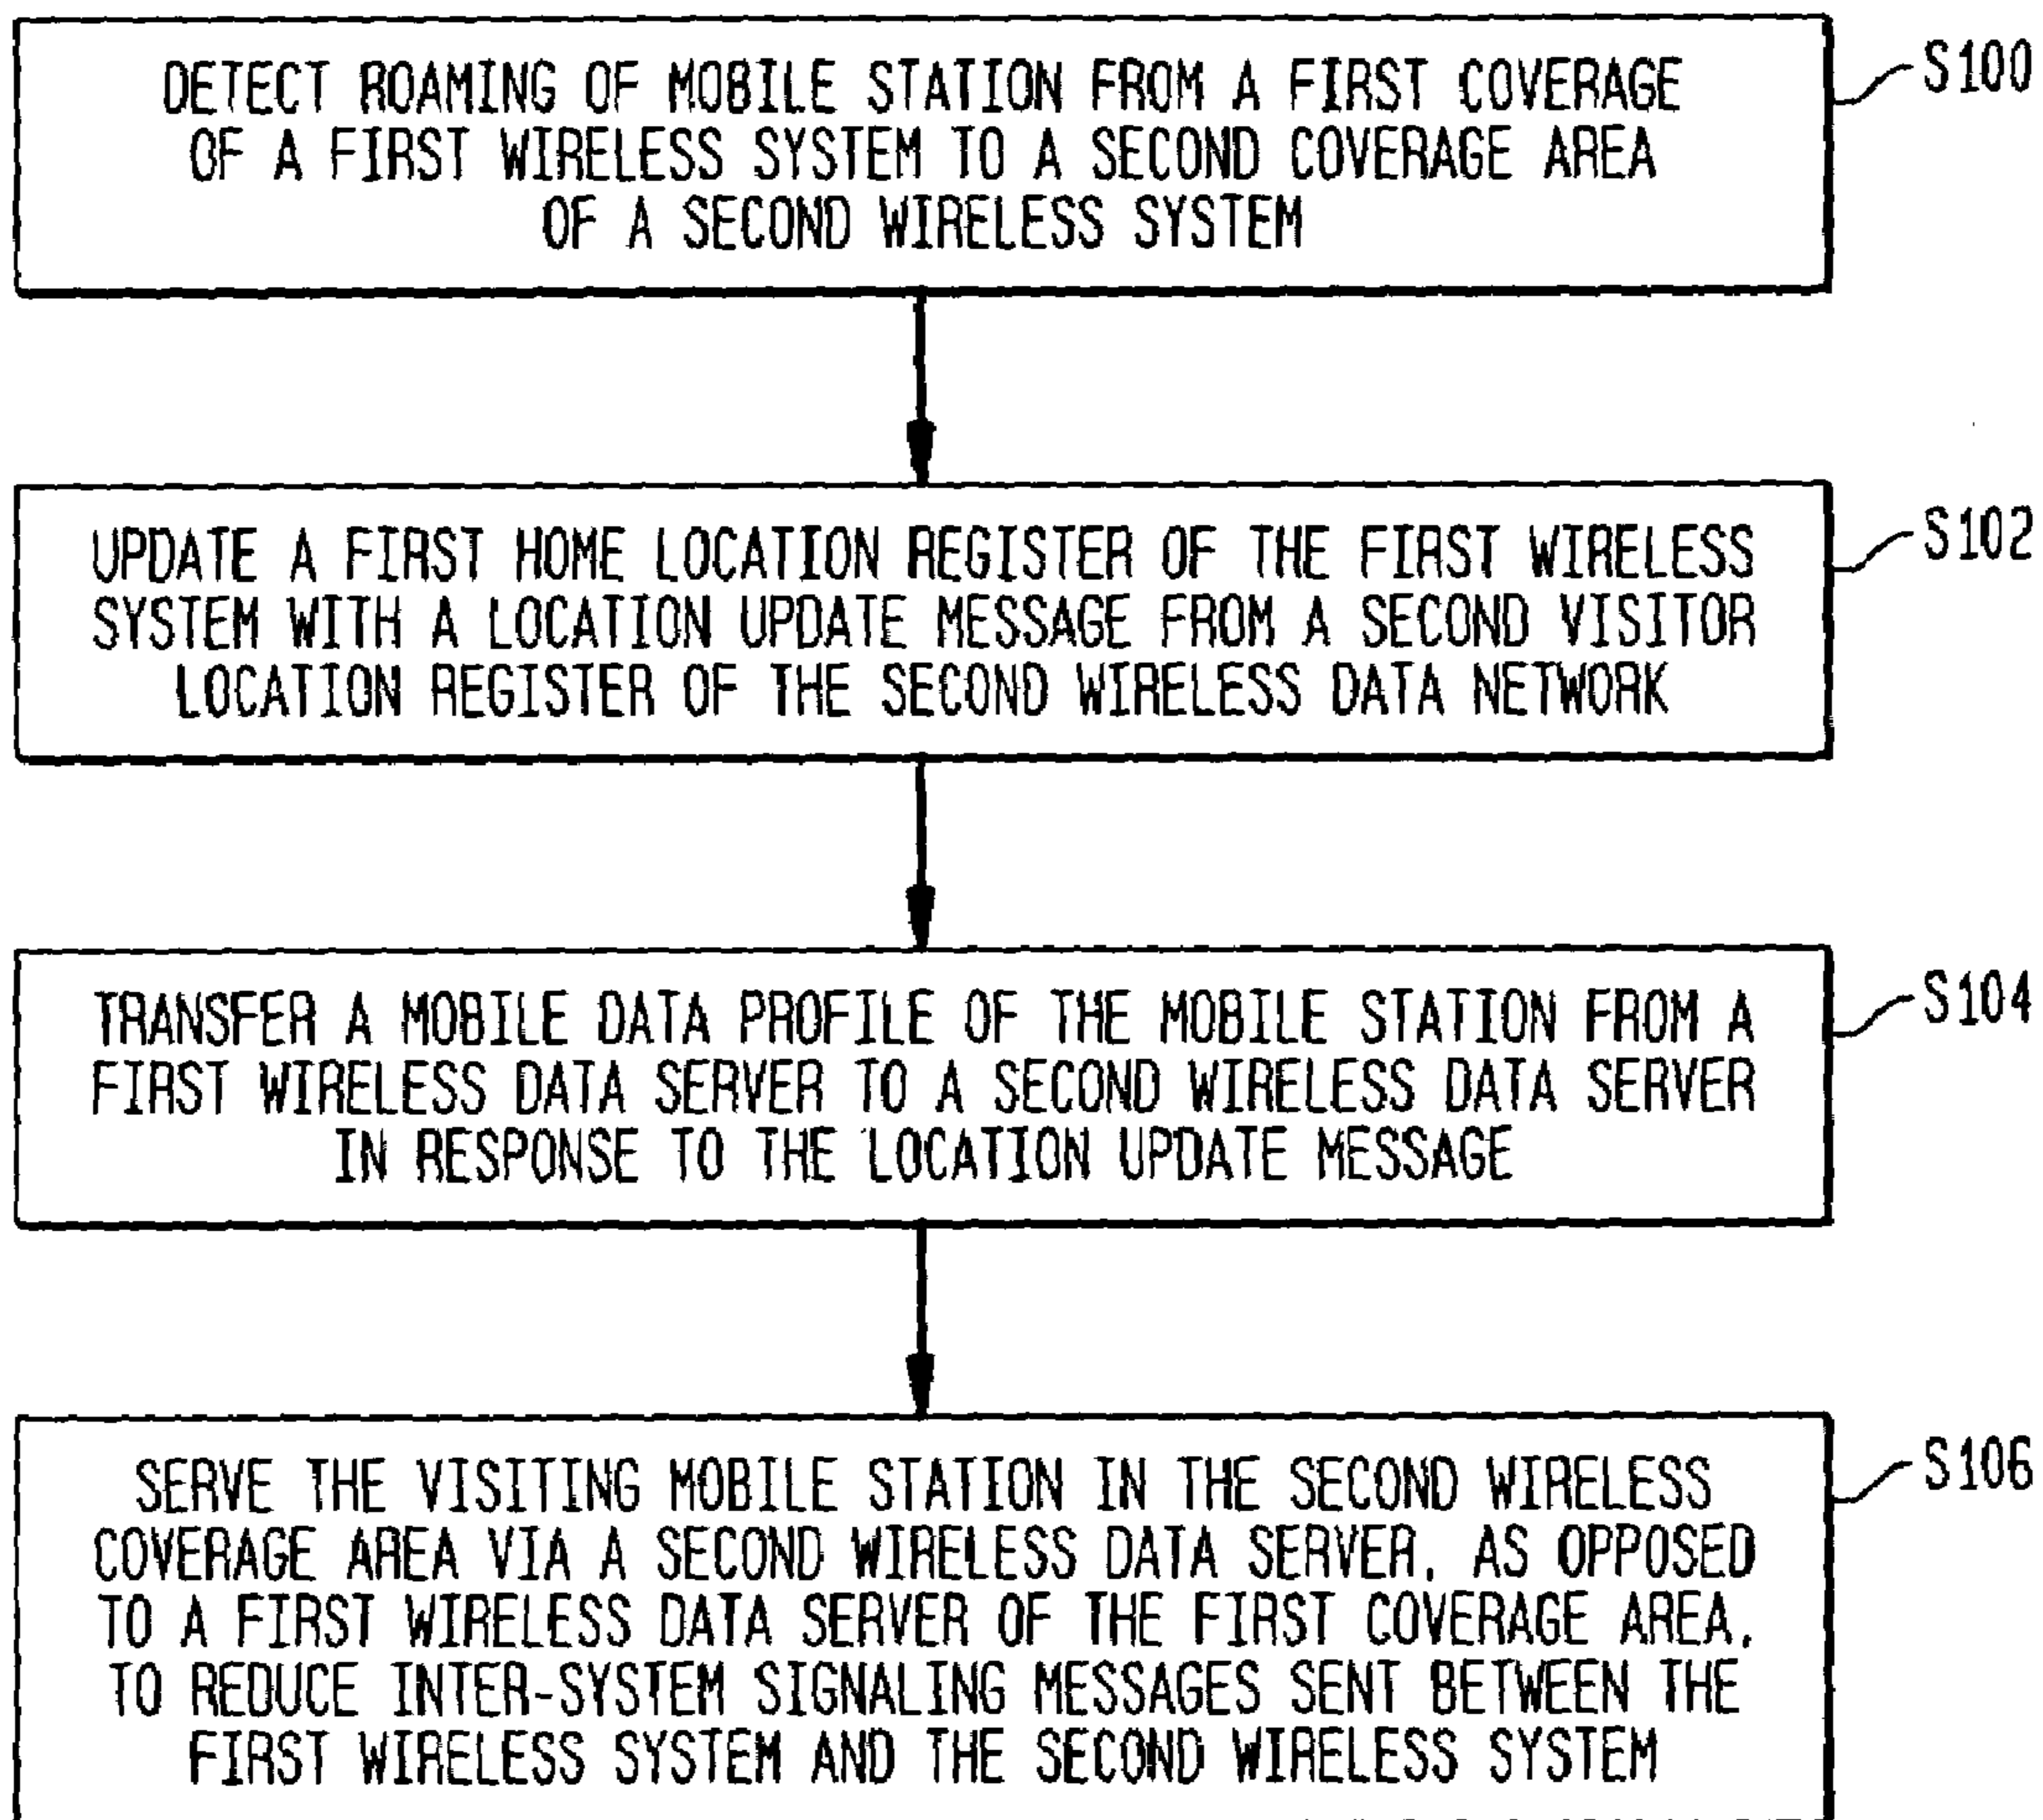 DETECT ROAMING OF MOBILE STATION FROM A FIRST COVERAGE
OF A FIRST WIRELESS SYSTEM TO A SECOND COVERAGE AREA
OF A SECOND WIRELESS SYSTEM
S100
UPDATE A FIRST HOME LOCATION REGISTER OF THE FIRST WIRELESS
SYSTEM WITH A LOCATION UPDATE MESSAGE FROM A SECOND VISITOR
LOCATION REGISTER OF THE SECOND WIRELESS DATA NETWORK
S102
TRANSFER A MOBILE DATA PROFILE OF THE MOBILE STATION FROM A
FIRST WIRELESS DATA SERVER TO A SECOND WIRELESS DATA SERVER
IN RESPONSE TO THE LOCATION UPDATE MESSAGE
S104
SERVE THE VISITING MOBILE STATION IN THE SECOND WIRELESS
COVERAGE AREA VIA A SECOND WIRELESS DATA SERVER, AS OPPOSED
TO A FIRST WIRELESS DATA SERVER OF THE FIRST COVERAGE AREA,
TO REDUCE INTER-SYSTEM SIGNALING MESSAGES SENT BETWEEN THE
FIRST WIRELESS SYSTEM AND THE SECOND WIRELESS SYSTEM
S106